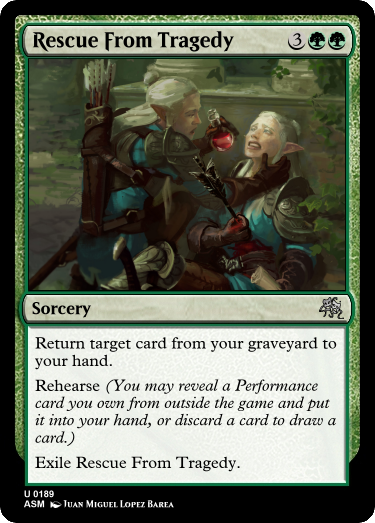 Rescue From Tragedy 3
Sorcery
Return target card from your graveyard to
your hand.
Rehearse (You may reveal a Performance
card you own from outside the game and put
it into your hand, or discard a card to draw a
card.)
Exile Rescue From Tragedy.
U 0189
ASM Juan Miguel Lopez Barea